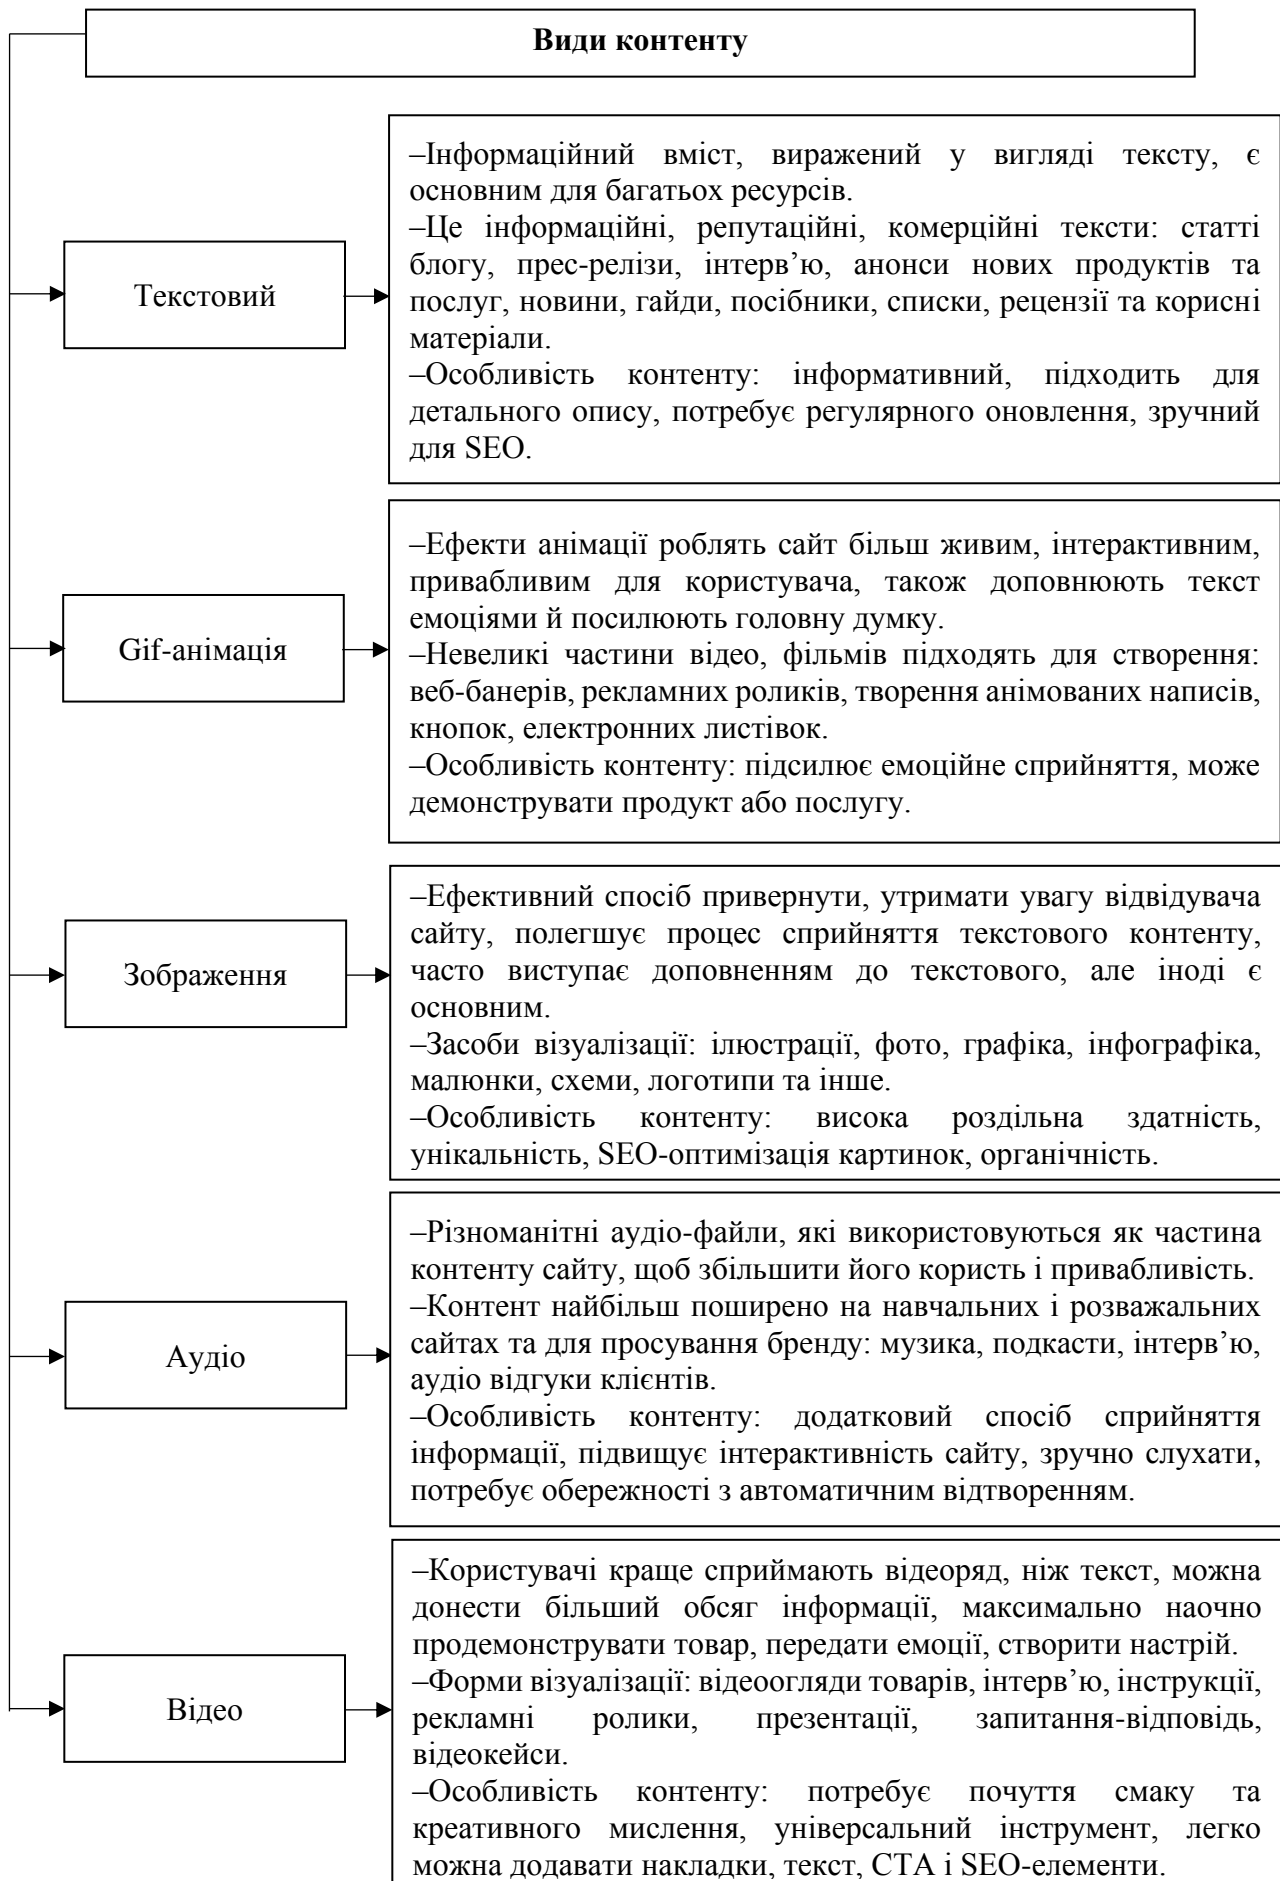 Види контенту
Текстовий
–Інформаційний вміст, виражений у вигляді тексту, є
основним для багатьох ресурсів.
–Це інформаційні, репутаційні, комерційні тексти: статті
блогу, прес-релізи, інтерв’ю, анонси нових продуктів та
послуг, новини, гайди, посібники, списки, рецензії та корисні
матеріали.
–Особливість контенту: інформативний, підходить для
детального опису, потребує регулярного оновлення, зручний
для SEO.
Gif-анімація
–Ефекти анімації роблять сайт більш живим, інтерактивним,
привабливим для користувача, також доповнюють текст
емоціями й посилюють головну думку.
–Невеликі частини відео, фільмів підходять для створення:
веб-банерів, рекламних роликів, творення анімованих написів,
кнопок, електронних листівок.
–Особливість контенту: підсилює емоційне сприйняття, може
демонструвати продукт або послугу.
Зображення
–Ефективний спосіб привернути, утримати увагу відвідувача
сайту, полегшує процес сприйняття текстового контенту,
часто виступає доповненням до текстового, але іноді є
основним.
–Засоби візуалізації: ілюстрації, фото, графіка, інфографіка,
малюнки, схеми, логотипи та інше.
–Особливість контенту: висока роздільна здатність,
унікальність, SEO-оптимізація картинок, органічність.
Аудіо
–Різноманітні аудіо-файли, які використовуються як частина
контенту сайту, щоб збільшити його користь і привабливість.
–Контент найбільш поширено на навчальних і розважальних
сайтах та для просування бренду: музика, подкасти, інтерв’ю,
аудіо відгуки клієнтів.
–Особливість контенту: додатковий спосіб сприйняття
інформації, підвищує інтерактивність сайту, зручно слухати,
потребує обережності з автоматичним відтворенням.
Відео
–Користувачі краще сприймають відеоряд, ніж текст, можна
донести більший обсяг інформації, максимально наочно
продемонструвати товар, передати емоції, створити настрій.
–Форми візуалізації: відеоогляди товарів, інтерв’ю, інструкції,
рекламні ролики, презентації, запитання-відповідь,
відеокейси.
–Особливість контенту: потребує почуття смаку та
креативного мислення, універсальний інструмент, легко
можна додавати накладки, текст, CTA і SEO-елементи.